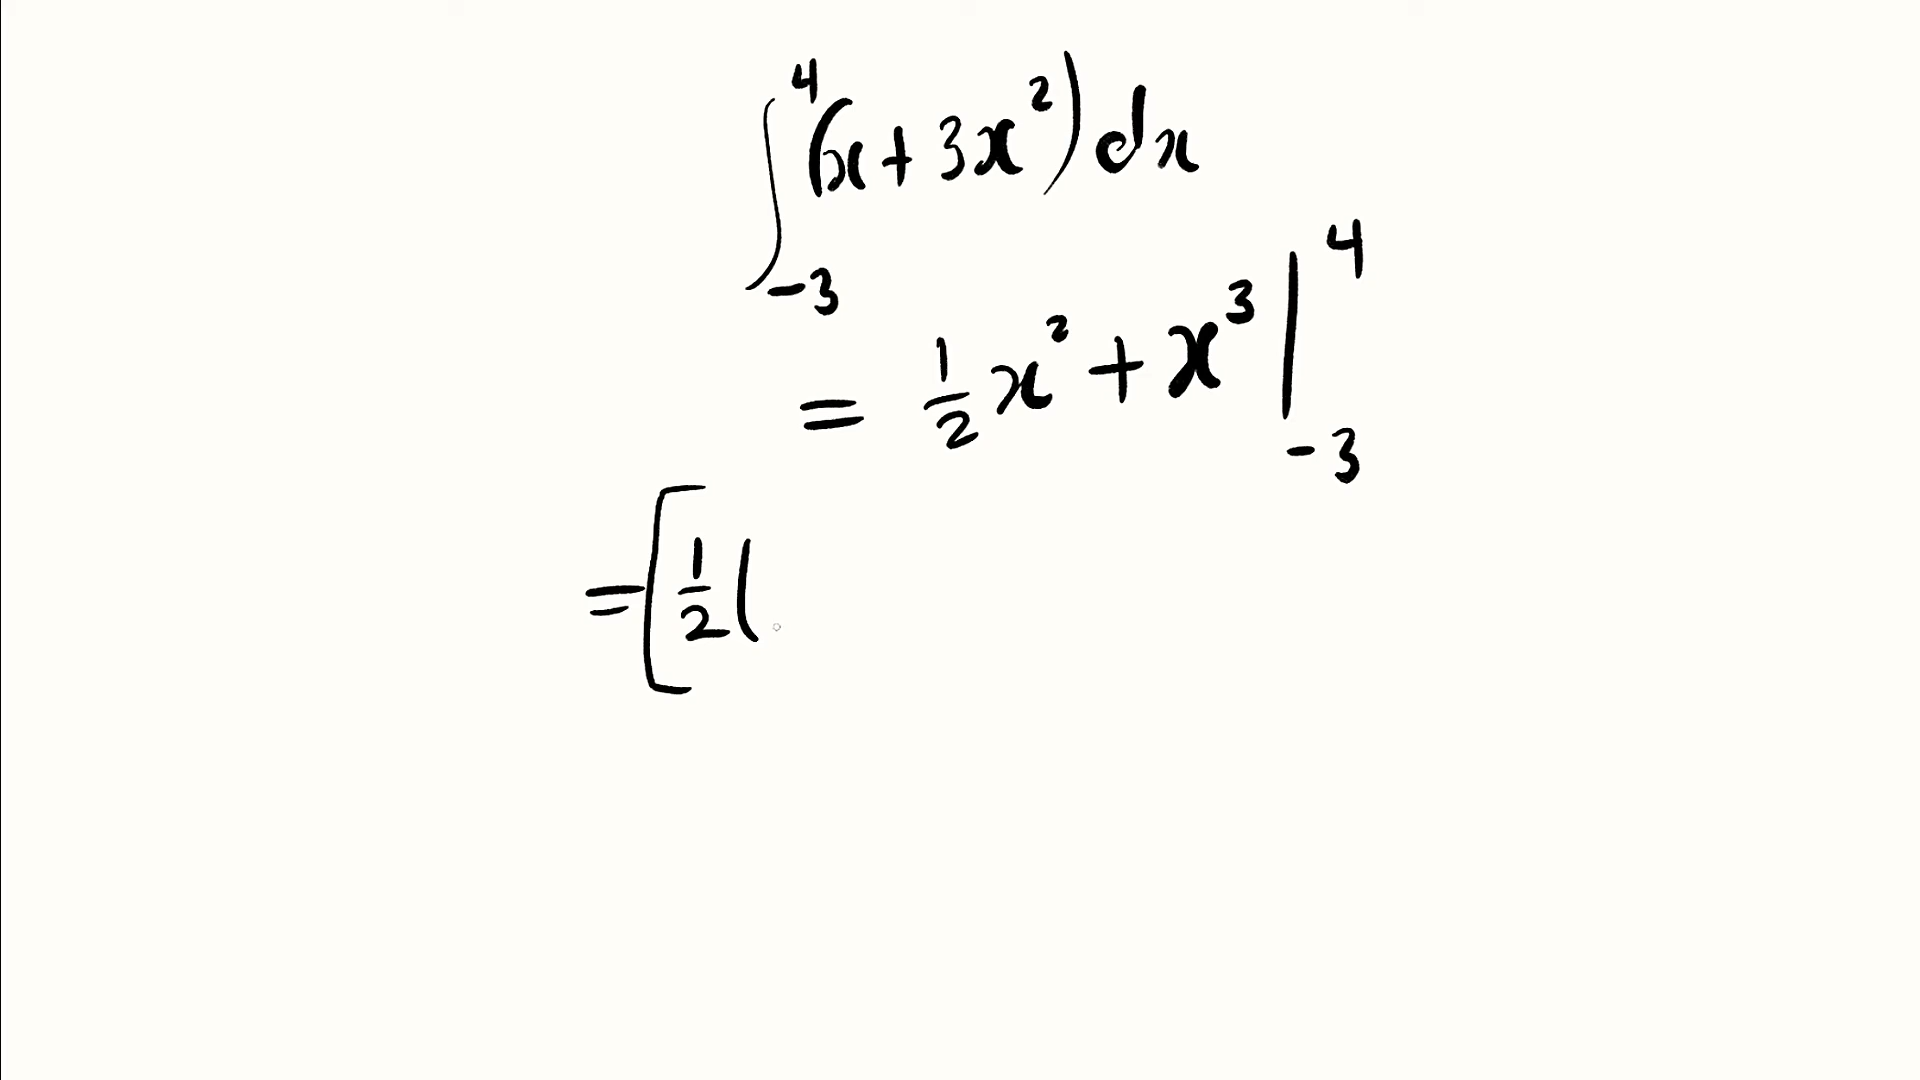 ∫₋₃⁴ (x + 3x²) dx
= ½x² + x³ |₋₃⁴
= [½(